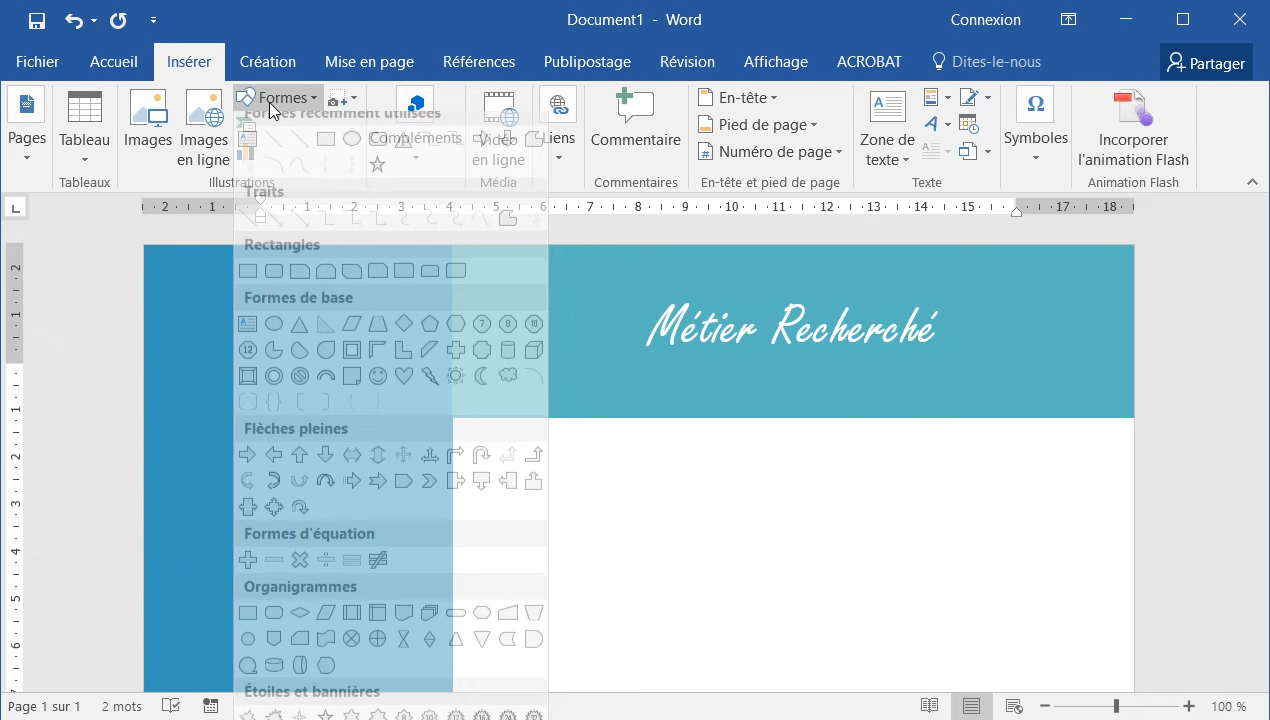 Document1 - Word
Connexion
Fichier Accueil Insérer Création Mise en page Références Publipostage Révision Affichage ACROBAT Dites-le-nous Partager
Pages
Tableau
Tableaux
Images
Images
en ligne
Illustrations
Formes
Compléments
Vidéo
en ligne
Média
Liens
Commentaire
Commentaires
En-tête
Pied de page
Numéro de page
En-tête et pied de page
Zone de
texte
Texte
Symboles
Incorporer
l'animation Flash
Animation Flash
Formes récemment utilisées
Traits
Rectangles
Formes de base
Flèches pleines
Formes d'équation
Organigrammes
Étoiles et bannières
Métier Recherché
Page 1 sur 1 2 mots
100 %